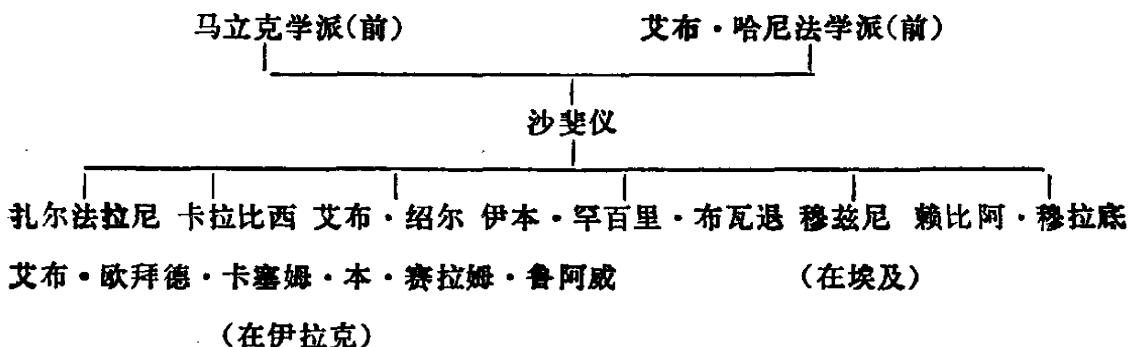 马立克学派(前) 艾布·哈尼法学派(前)
沙斐仪
扎尔法拉尼 卡拉比西 艾布·绍尔 伊本·罕百里·布瓦退 穆兹尼 赖比阿·穆拉底
艾布·欧拜德·卡塞姆·本·赛拉姆·鲁阿威 (在埃及)
(在伊拉克)